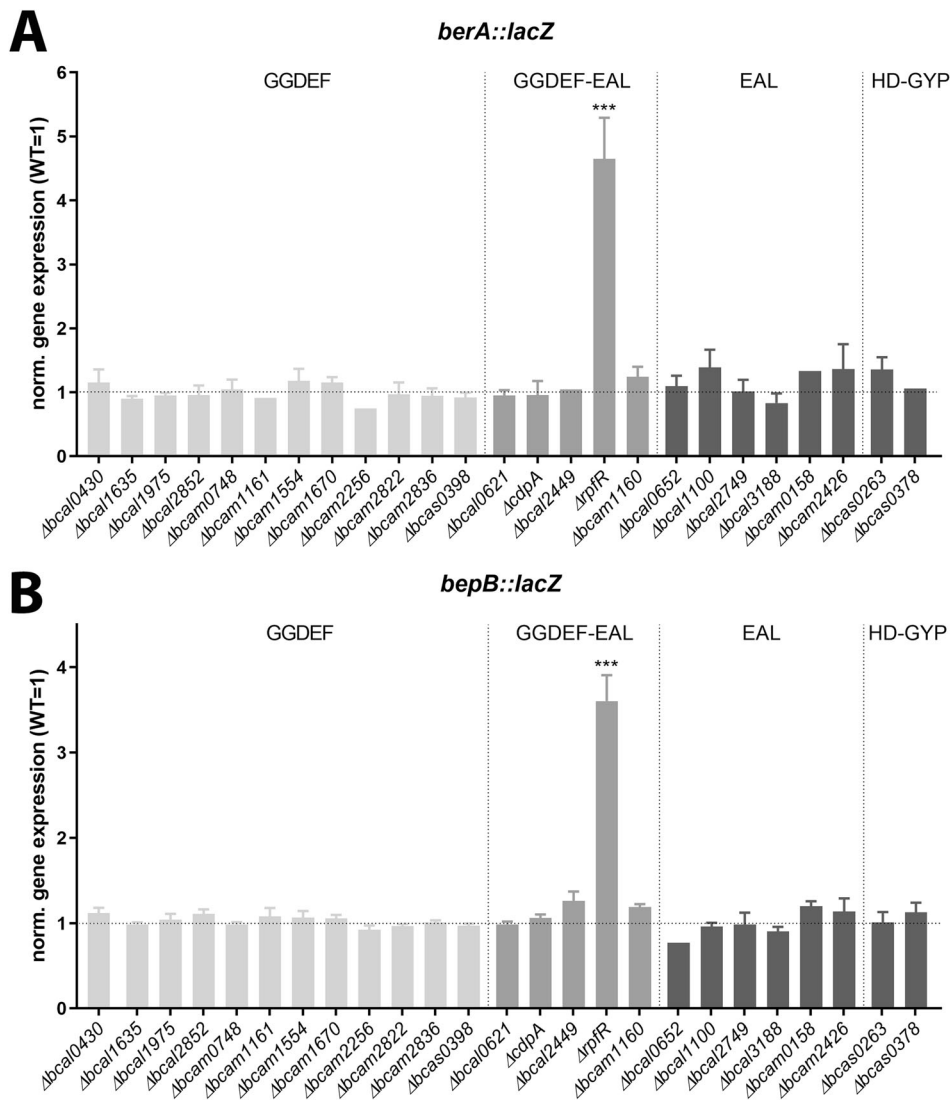 A
berA::lacZ
GGDEF
GGDEF-EAL
EAL
HD-GYP
***
norm. gene expression (WT=1)
6
5
4
3
2
1
0
Δbcal0430
Δbcal1635
Δbcal1975
Δbcal2852
Δbcam0748
Δbcam1161
Δbcam1554
Δbcam1670
Δbcam2256
Δbcam2822
Δbcam2836
Δbcas0398
Δbcal0621
ΔcdpA
Δbcal2449
ΔrpfR
Δbcam1160
Δbcal0652
Δbcal1100
Δbcal2749
Δbcal3188
Δbcam0158
Δbcam2426
Δbcas0263
Δbcas0378
B
bepB::lacZ
GGDEF
GGDEF-EAL
EAL
HD-GYP
***
norm. gene expression (WT=1)
4
3
2
1
0
Δbcal0430
Δbcal1635
Δbcal1975
Δbcal2852
Δbcam0748
Δbcam1161
Δbcam1554
Δbcam1670
Δbcam2256
Δbcam2822
Δbcam2836
Δbcas0398
Δbcal0621
ΔcdpA
Δbcal2449
ΔrpfR
Δbcam1160
Δbcal0652
Δbcal1100
Δbcal2749
Δbcal3188
Δbcam0158
Δbcam2426
Δbcas0263
Δbcas0378